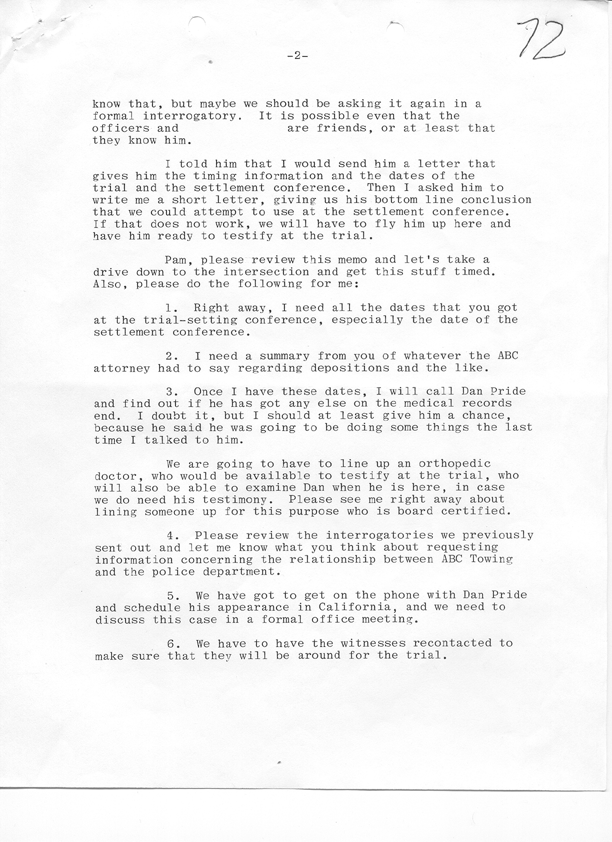 72
-2-
know that, but maybe we should be asking it again in a
formal interrogatory. It is possible even that the
officers and are friends, or at least that
they know him.
I told him that I would send him a letter that
gives him the timing information and the dates of the
trial and the settlement conference. Then I asked him to
write me a short letter, giving us his bottom line conclusion
that we could attempt to use at the settlement conference.
If that does not work, we will have to fly him up here and
have him ready to testify at the trial.
Pam, please review this memo and let's take a
drive down to the intersection and get this stuff timed.
Also, please do the following for me:
1. Right away, I need all the dates that you got
at the trial-setting conference, especially the date of the
settlement conference.
2. I need a summary from you of whatever the ABC
attorney had to say regarding depositions and the like.
3. Once I have these dates, I will call Dan Pride
and find out if he has got any else on the medical records
end. I doubt it, but I should at least give him a chance,
because he said he was going to be doing some things the last
time I talked to him.
We are going to have to line up an orthopedic
doctor, who would be available to testify at the trial, who
will also be able to examine Dan when he is here, in case
we do need his testimony. Please see me right away about
lining someone up for this purpose who is board certified.
4. Please review the interrogatories we previously
sent out and let me know what you think about requesting
information concerning the relationship between ABC Towing
and the police department.
5. We have got to get on the phone with Dan Pride
and schedule his appearance in California, and we need to
discuss this case in a formal office meeting.
6. We have to have the witnesses recontacted to
make sure that they will be around for the trial.